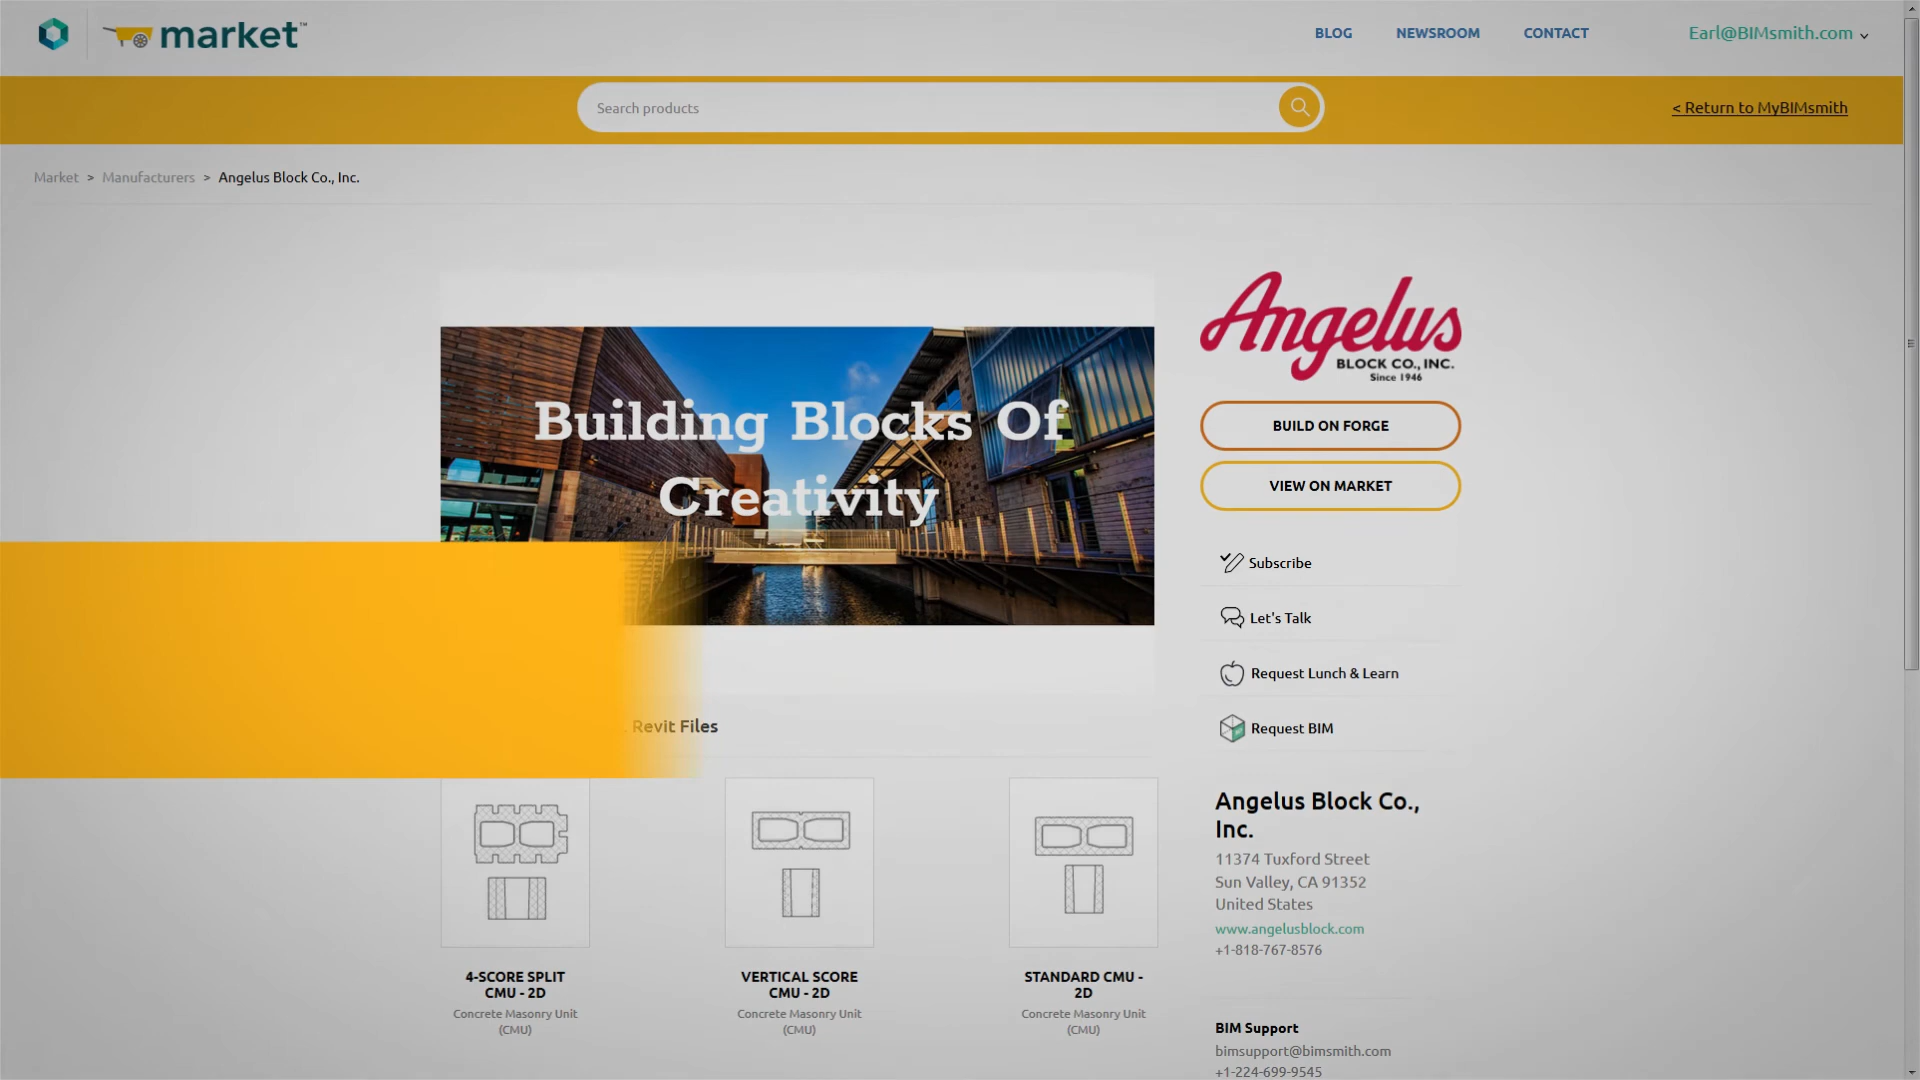 market™
BLOG
NEWSROOM
CONTACT
Earl@BIMsmith.com
Search products
< Return to MyBIMsmith
Market > Manufacturers > Angelus Block Co., Inc.
Building Blocks Of
Creativity
Angelus
BLOCK CO., INC.
Since 1946
BUILD ON FORGE
VIEW ON MARKET
Subscribe
Let's Talk
Request Lunch & Learn
Request BIM
Revit Files
4-SCORE SPLIT
CMU - 2D
Concrete Masonry Unit
(CMU)
VERTICAL SCORE
CMU - 2D
Concrete Masonry Unit
(CMU)
STANDARD CMU -
2D
Concrete Masonry Unit
(CMU)
Angelus Block Co.,
Inc.
11374 Tuxford Street
Sun Valley, CA 91352
United States
www.angelusblock.com
+1-818-767-8576
BIM Support
bimsupport@bimsmith.com
+1-224-699-9545